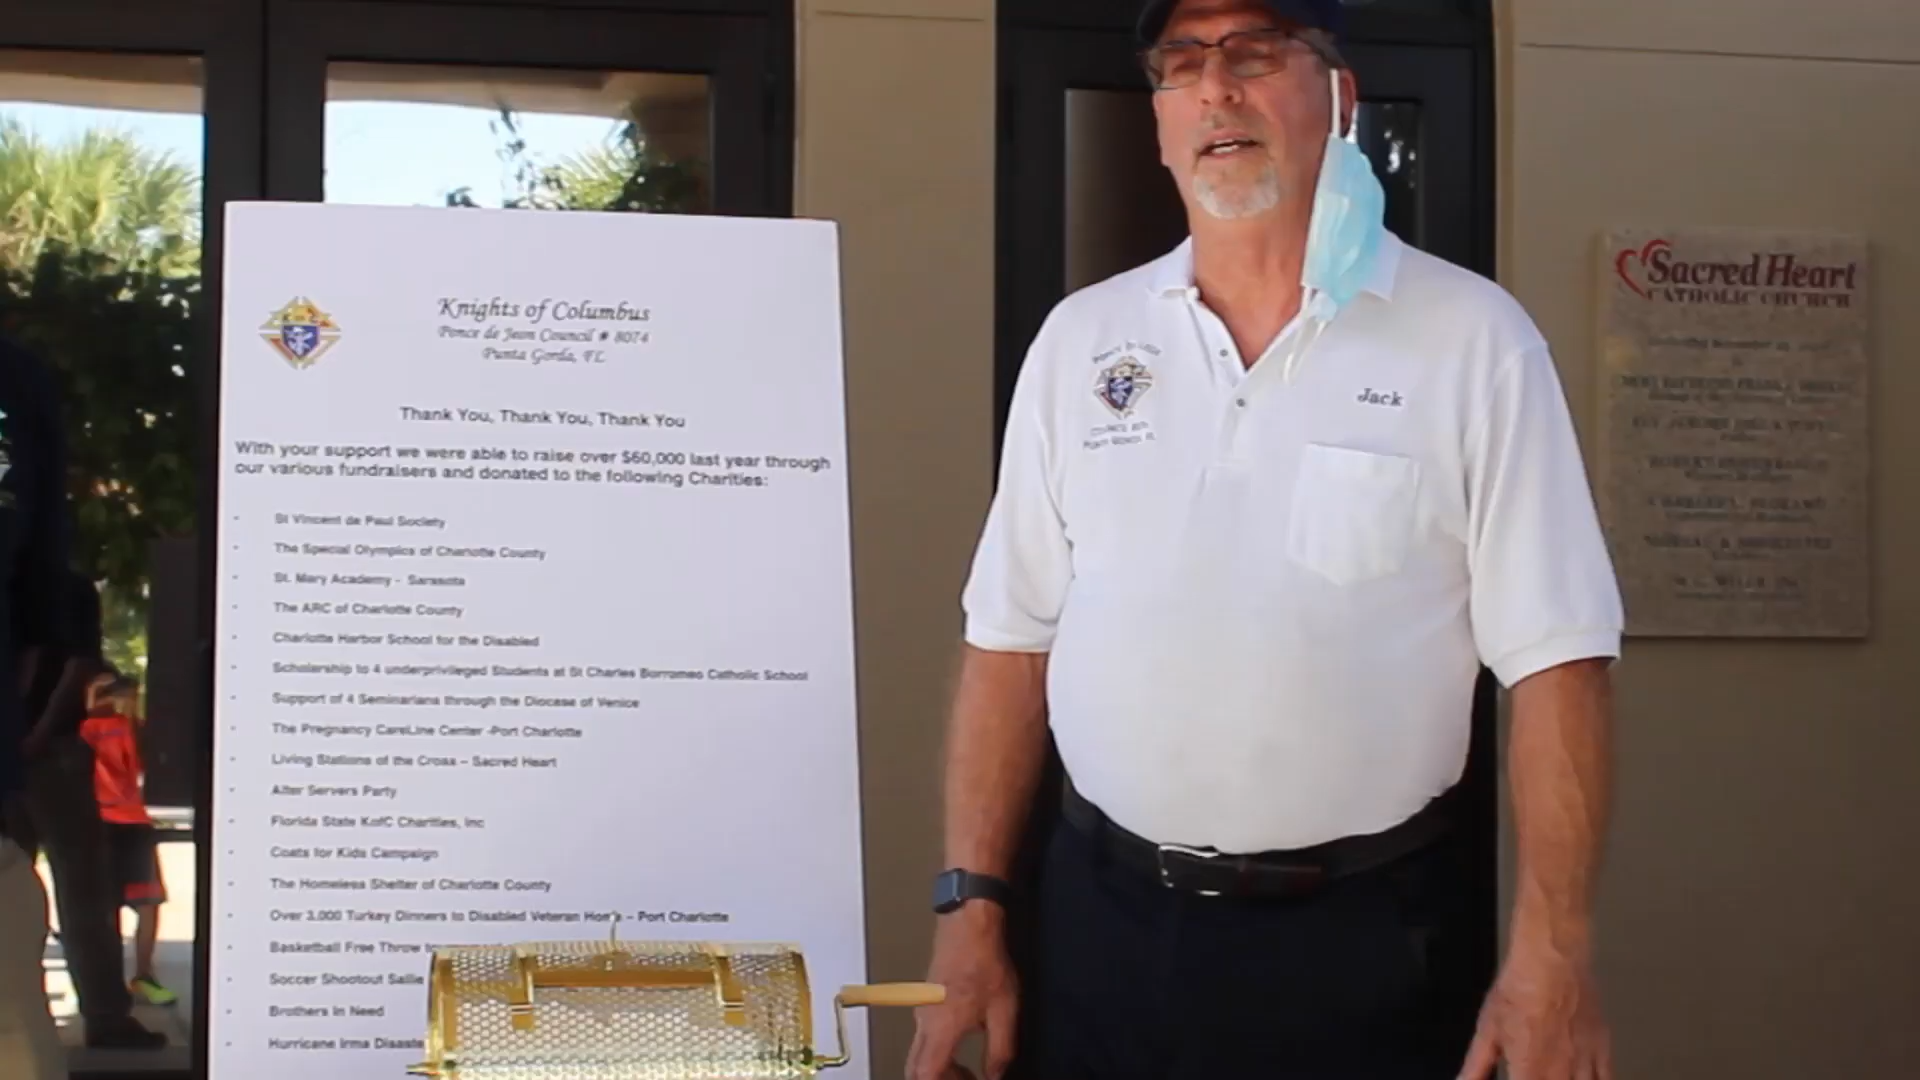 Knights of Columbus
Ponce de Jeon Council # 8074
Punta Gorda, FL
Thank You, Thank You, Thank You
With your support we were able to raise over $60,000 last year through
our various fundraisers and donated to the following Charities:
St Vincent de Paul Society
The Special Olympics of Charlotte County
St. Mary Academy - Sarasota
The ARC of Charlotte County
Charlotte Harbor School for the Disabled
Scholarship to 4 underprivileged Students at St Charles Borromeo Catholic School
Support of 4 Seminarians through the Diocese of Venice
The Pregnancy CareLine Center -Port Charlotte
Living Stations of the Cross – Sacred Heart
Alter Servers Party
Florida State KofC Charities, Inc
Coats for Kids Campaign
The Homeless Shelter of Charlotte County
Over 3,000 Turkey Dinners to Disabled Veteran Home – Port Charlotte
Basketball Free Throw
Soccer Shootout
Brothers In Need
Hurricane Irma
Jack
Punta Gorda FL
Sacred Heart
CATHOLIC CHURCH